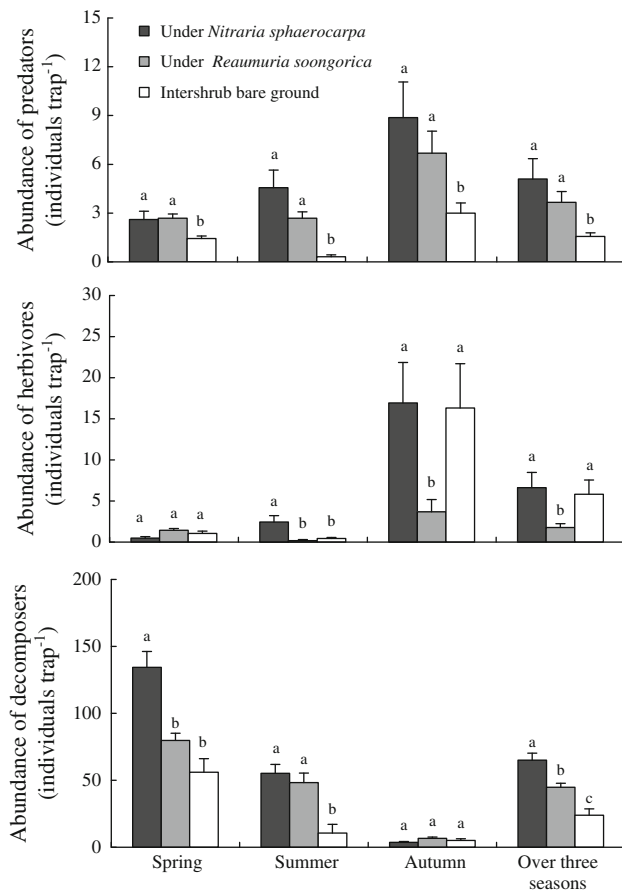 Abundance of predators
(individuals trap⁻¹)
15
12
9
6
3
0
Under Nitraria sphaerocarpa
Under Reaumuria soongorica
Intershrub bare ground
a
a
b
a
a
b
a
a
b
a
a
b
Abundance of herbivores
(individuals trap⁻¹)
30
25
20
15
10
5
0
a
a
a
a
b
b
a
b
a
a
b
a
Abundance of decomposers
(individuals trap⁻¹)
200
150
100
50
0
a
b
b
a
a
b
a
a
a
a
b
c
Spring
Summer
Autumn
Over three
seasons